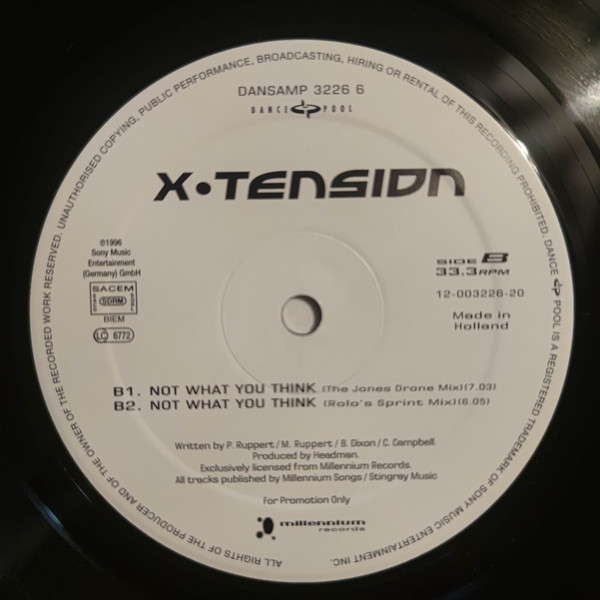 UNAUTHORISED COPYING, PUBLIC PERFORMANCE, BROADCASTING, HIRING OR RENTAL OF THIS RECORDING PROHIBITED. DANCE dp POOL IS A REGISTERED TRADEMARK OF SONY MUSIC ENTERTAINMENT INC.
ALL RIGHTS OF THE PRODUCER AND OF THE OWNER OF THE RECORDED WORK RESERVED.
DANSAMP 3226 6
DANCE dp POOL
X•TENSION
℗1996
Sony Music
Entertainment
(Germany) GmbH
SIDE B
33.3RPM
SACEM
SDRM
BIEM
LC 6772
12-003226-20
Made in
Holland
B1. NOT WHAT YOU THINK (The Jones Drone Mix)(7.03)
B2. NOT WHAT YOU THINK (Rolo's Sprint Mix)(6.05)
Written by P. Ruppert/M. Ruppert/B. Dixon/C. Campbell.
Produced by Headman.
Exclusively licensed from Millennium Records.
All tracks published by Millennium Songs / Stingray Music
For Promotion Only
millennium
records